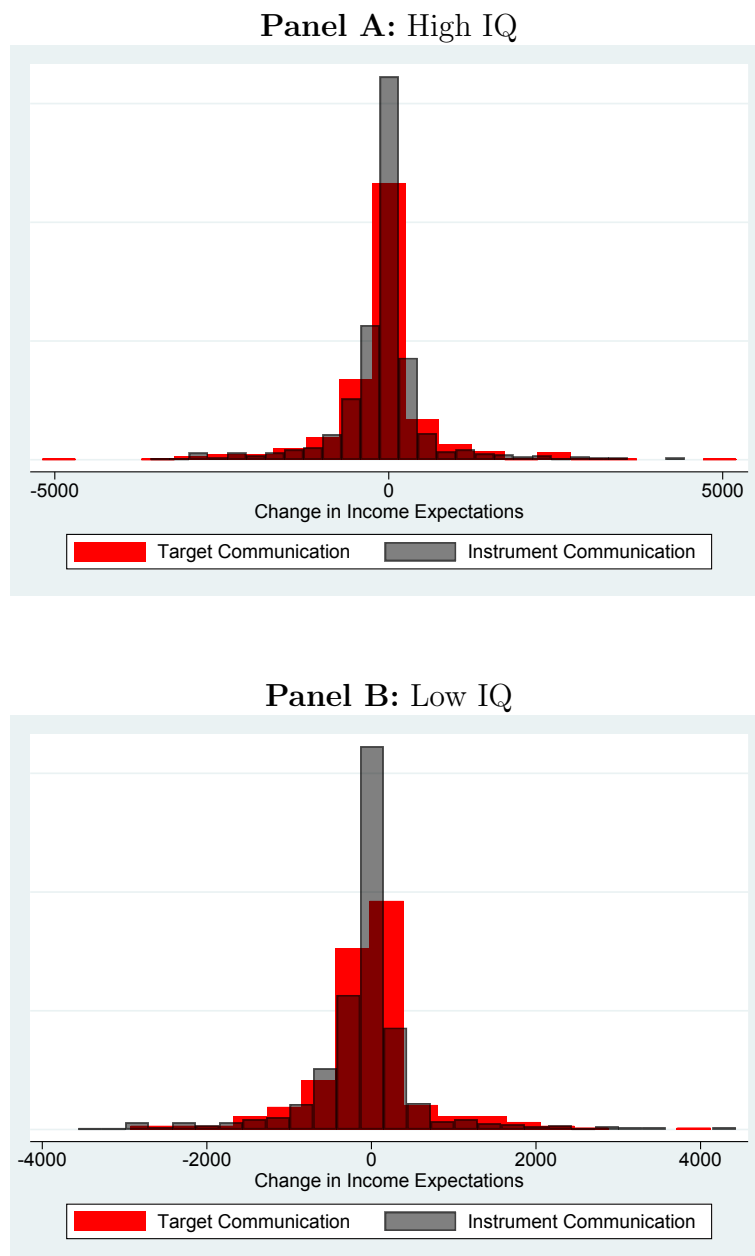 Panel A: High IQ
-5000 0 5000
Change in Income Expectations
Target Communication Instrument Communication
Panel B: Low IQ
-4000 -2000 0 2000 4000
Change in Income Expectations
Target Communication Instrument Communication